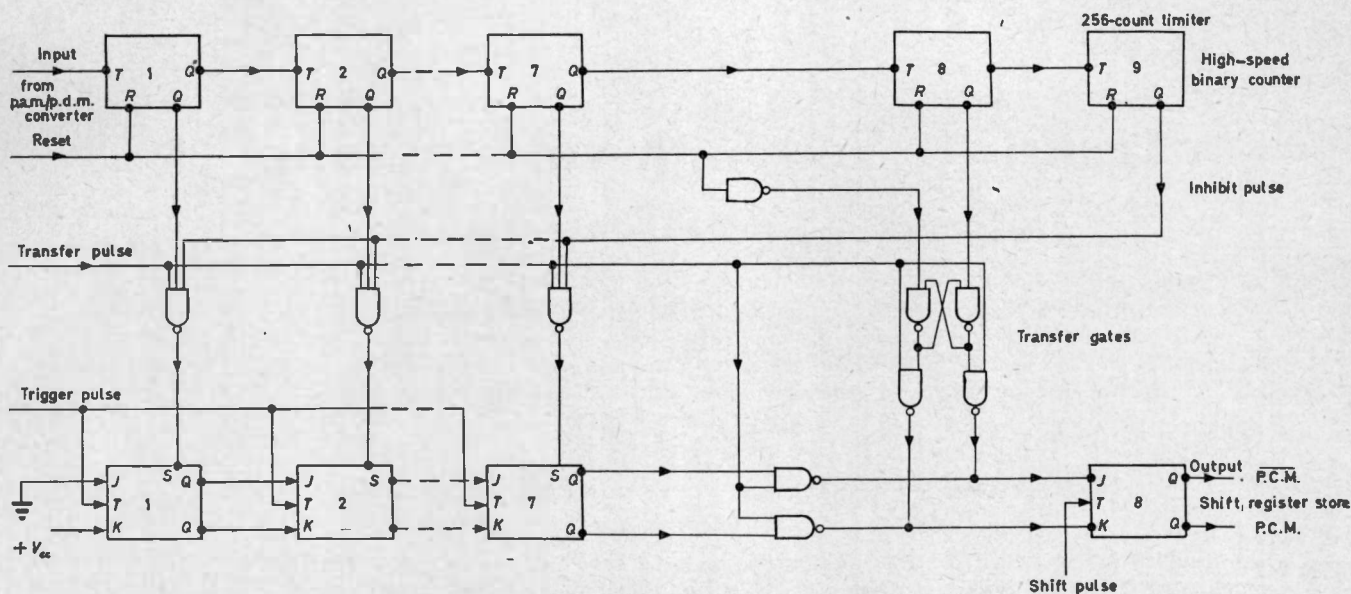 256-count limiter
Input
T 1 Q
T 2 Q
T 7 Q
T 8 Q
T 9
High-speed
binary counter
from
p.a.m./p.d.m.
converter
R Q
R Q
R Q
R Q
R Q
Reset
Inhibit pulse
Transfer pulse
Transfer gates
Trigger pulse
S Q
S Q
S Q
J
J
J
J
Q
Output
P.C.M.
T 1
T 2
T 7
T 8
Shift register store
K Q
K Q
K Q
K Q
P.C.M.
+ Vcc
Shift pulse